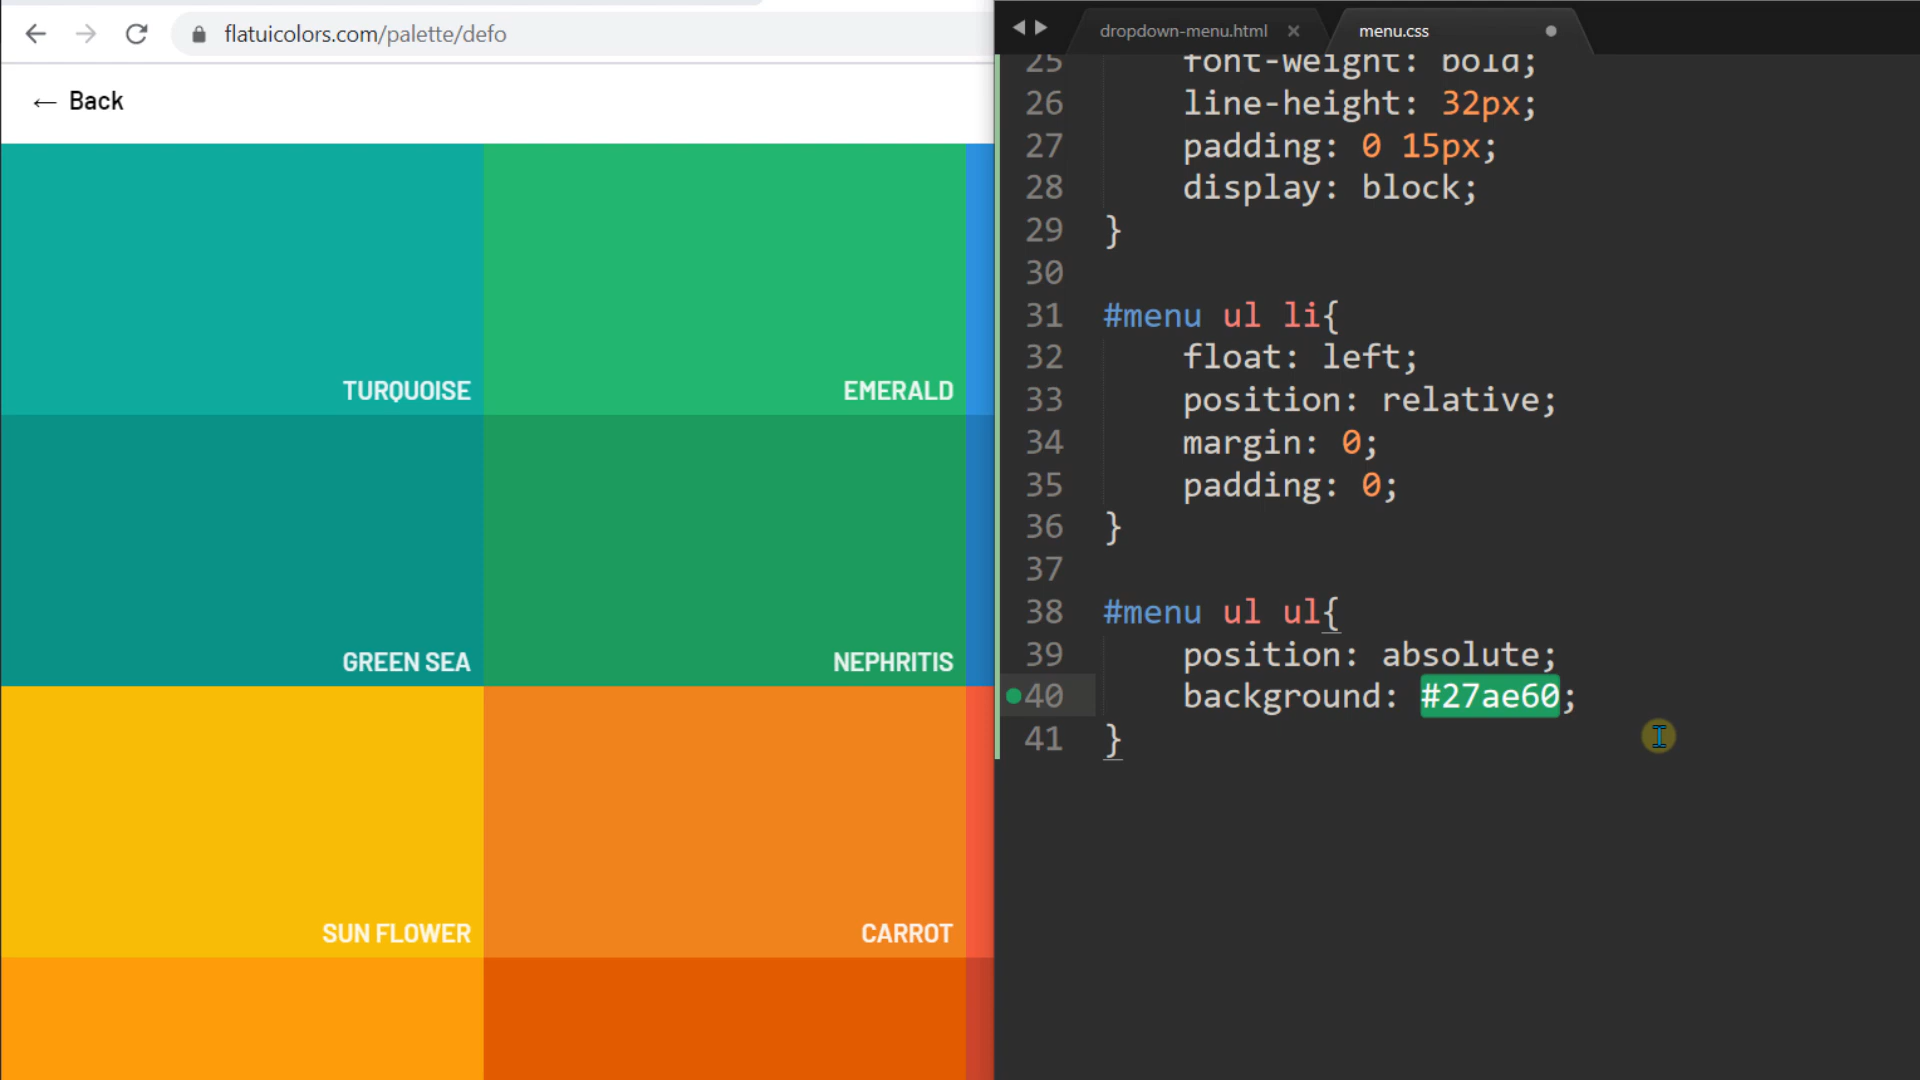 flatuicolors.com/palette/defo
← Back
TURQUOISE
EMERALD
GREEN SEA
NEPHRITIS
SUN FLOWER
CARROT
dropdown-menu.html
menu.css
25 font-weight: bold;
26 line-height: 32px;
27 padding: 0 15px;
28 display: block;
29 }
30
31 #menu ul li{
32 float: left;
33 position: relative;
34 margin: 0;
35 padding: 0;
36 }
37
38 #menu ul ul{
39 position: absolute;
40 background: #27ae60;
41 }